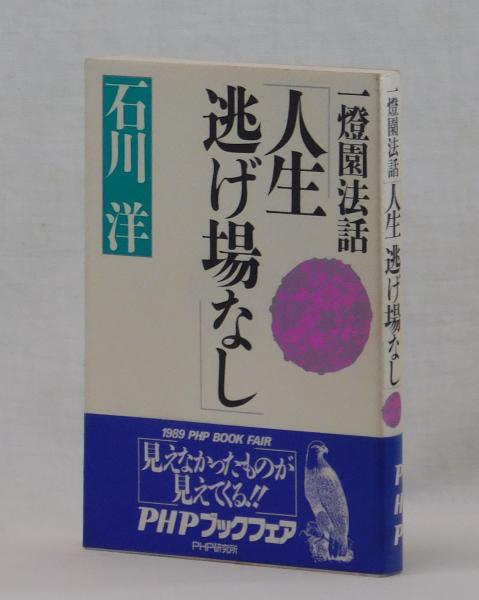 一燈園法話
「人生
逃げ場なし」
石川 洋
1989 PHP BOOK FAIR
「見えなかったものが
見えてくる!!」
PHPブックフェア
PHP研究所
一燈園法話「人生 逃げ場なし」
PHP